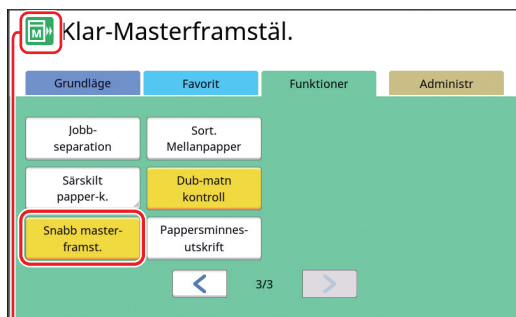 M
Klar-Masterframstäl.
Grundläge Favorit Funktioner Administr
Jobb-
separation
Sort.
Mellanpapper
Särskilt
papper-k.
Dub-matn
kontroll
Snabb master-
framst.
Pappersminnes-
utskrift
3/3